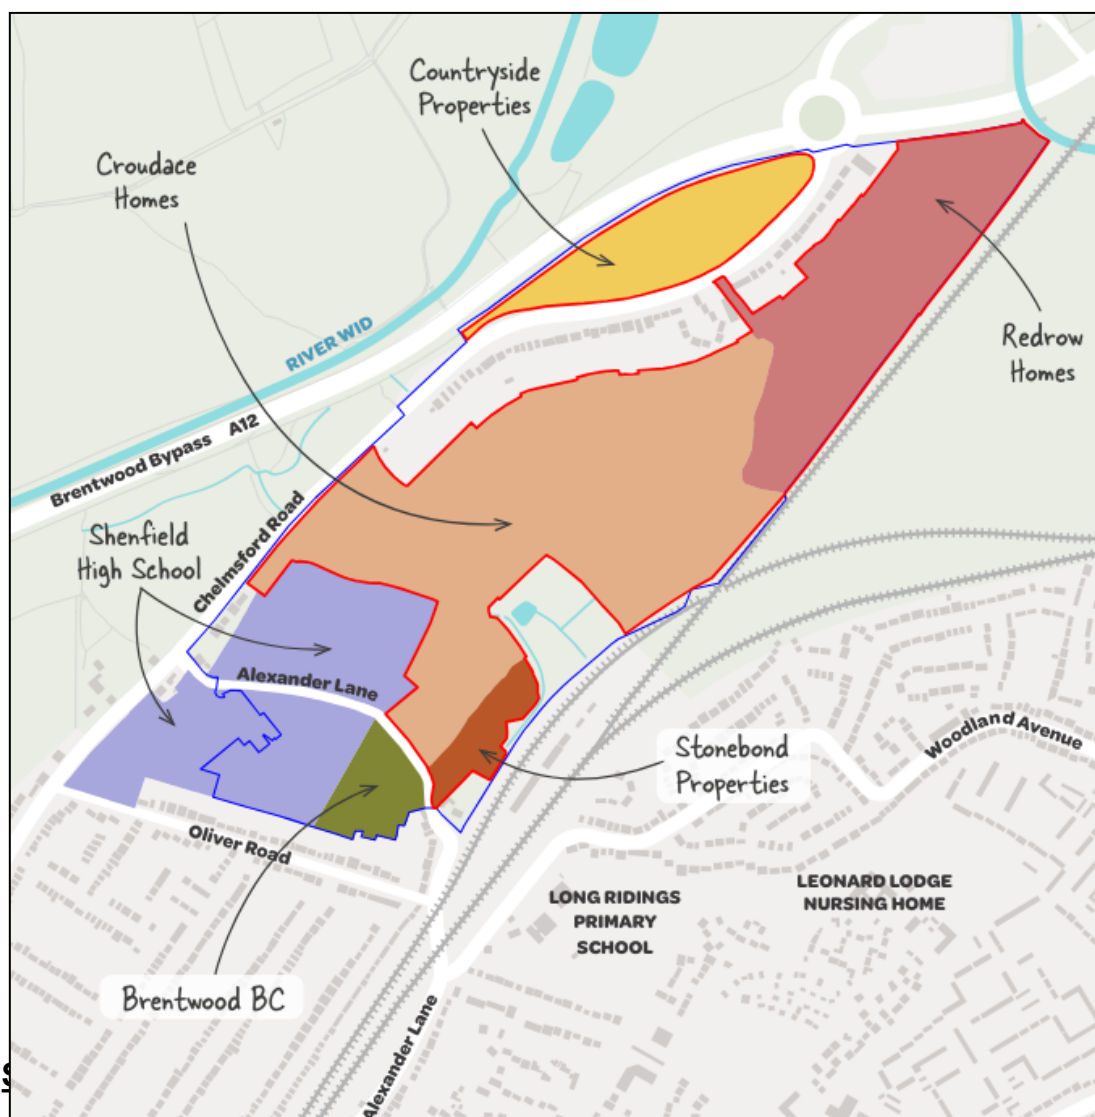 Countryside
Properties
Croudace
Homes
RIVER WID
Redrow
Homes
Brentwood Bypass A12
Chelmsford Road
Shenfield
High School
Alexander Lane
Woodland Avenue
Stonebond
Properties
Oliver Road
LONG RIDINGS
PRIMARY
SCHOOL
LEONARD LODGE
NURSING HOME
Brentwood BC
Alexander Lane